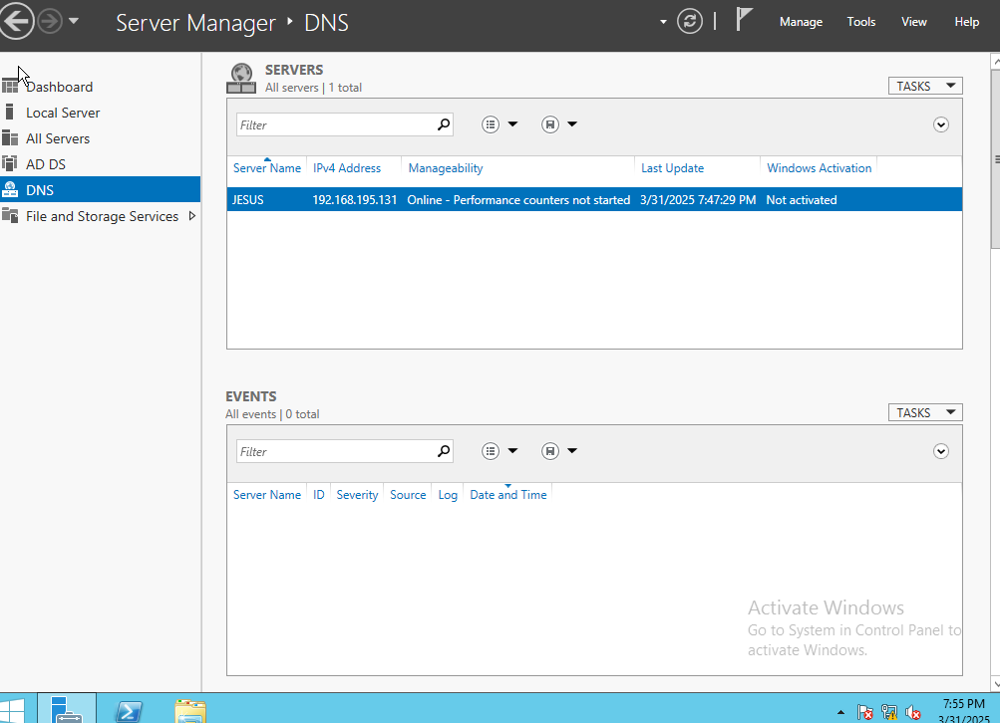 Server Manager ‣ DNS
Manage Tools View Help
Dashboard
Local Server
All Servers
AD DS
DNS
File and Storage Services
SERVERS
All servers | 1 total
TASKS
Filter
Server Name IPv4 Address Manageability Last Update Windows Activation
JESUS 192.168.195.131 Online - Performance counters not started 3/31/2025 7:47:29 PM Not activated
EVENTS
All events | 0 total
TASKS
Filter
Server Name ID Severity Source Log Date and Time
Activate Windows
Go to System in Control Panel to
activate Windows.
7:55 PM
3/31/2025